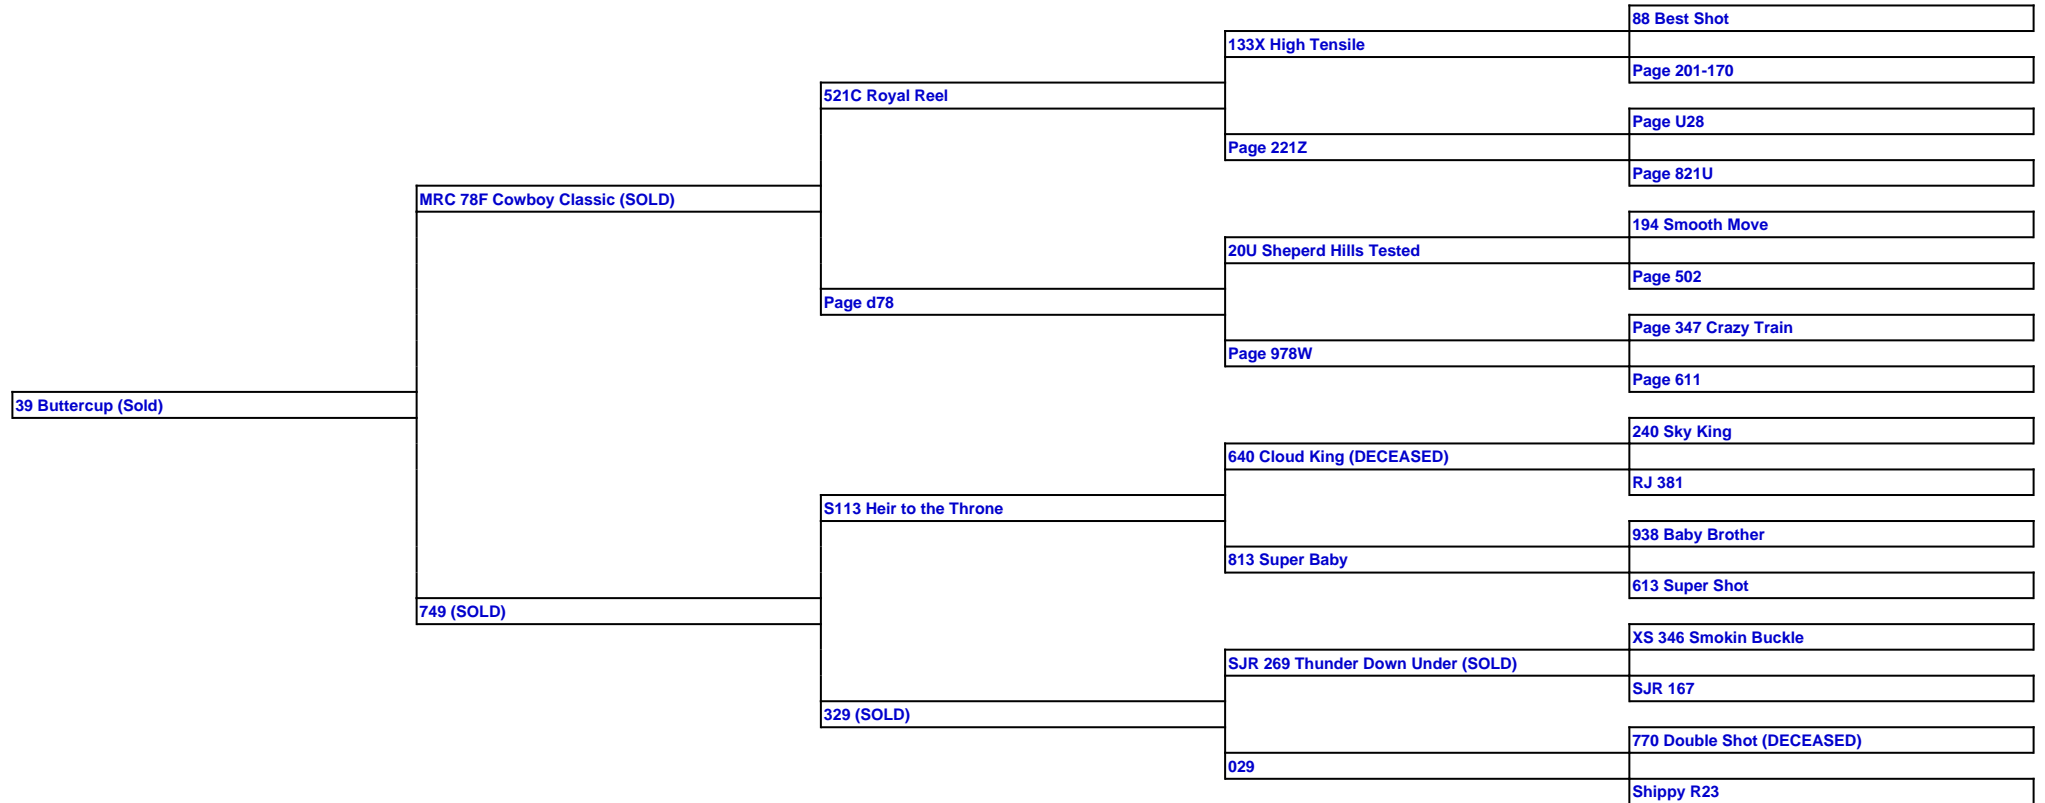 88 Best Shot
133X High Tensile
Page 201-170
521C Royal Reel
Page U28
Page 221Z
Page 821U
MRC 78F Cowboy Classic (SOLD)
194 Smooth Move
20U Sheperd Hills Tested
Page 502
Page d78
Page 347 Crazy Train
Page 978W
Page 611
39 Buttercup (Sold)
240 Sky King
640 Cloud King (DECEASED)
RJ 381
S113 Heir to the Throne
938 Baby Brother
813 Super Baby
613 Super Shot
749 (SOLD)
XS 346 Smokin Buckle
SJR 269 Thunder Down Under (SOLD)
SJR 167
329 (SOLD)
770 Double Shot (DECEASED)
029
Shippy R23